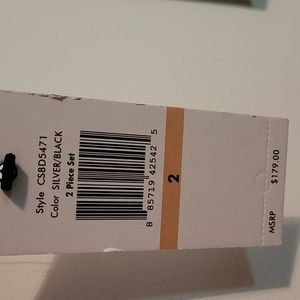 Style CS8D5471
Color SILVER/BLACK
2 Piece Set
8 85719 42542 5
2
MSRP $179.00